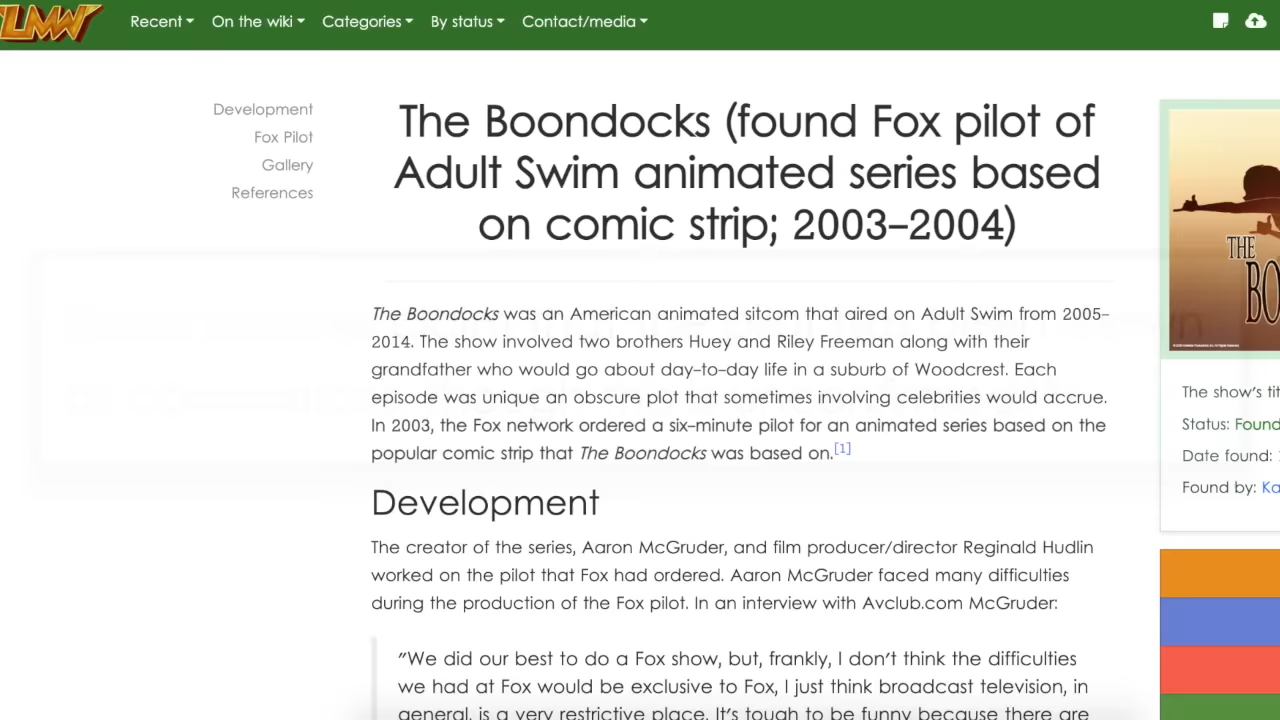 LMW
Recent
On the wiki
Categories
By status
Contact/media
Development
Fox Pilot
Gallery
References
The Boondocks (found Fox pilot of
Adult Swim animated series based
on comic strip; 2003–2004)
The Boondocks was an American animated sitcom that aired on Adult Swim from 2005–
2014. The show involved two brothers Huey and Riley Freeman along with their
grandfather who would go about day-to-day life in a suburb of Woodcrest. Each
episode was unique an obscure plot that sometimes involving celebrities would accrue.
In 2003, the Fox network ordered a six-minute pilot for an animated series based on the
popular comic strip that The Boondocks was based on.[1]
Development
The creator of the series, Aaron McGruder, and film producer/director Reginald Hudlin
worked on the pilot that Fox had ordered. Aaron McGruder faced many difficulties
during the production of the Fox pilot. In an interview with Avclub.com McGruder:
"We did our best to do a Fox show, but, frankly, I don't think the difficulties
we had at Fox would be exclusive to Fox, I just think broadcast television, in
general, is a very restrictive place. It's tough to be funny because there are
THE
BO
The show's tit
Status: Found
Date found:
Found by: Ka